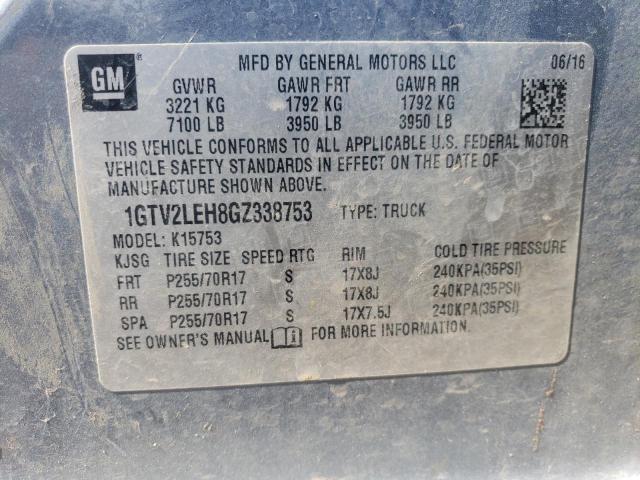 GM
MFD BY GENERAL MOTORS LLC 06/16
GVWR GAWR FRT GAWR RR
3221 KG 1792 KG 1792 KG
7100 LB 3950 LB 3950 LB
THIS VEHICLE CONFORMS TO ALL APPLICABLE U.S. FEDERAL MOTOR
VEHICLE SAFETY STANDARDS IN EFFECT ON THE DATE OF
MANUFACTURE SHOWN ABOVE.
1GTV2LEH8GZ338753 TYPE: TRUCK
MODEL: K15753
KJSG TIRE SIZE SPEED RTG RIM COLD TIRE PRESSURE
FRT P255/70R17 S 17X8J 240KPA(35PSI)
RR P255/70R17 S 17X8J 240KPA(35PSI)
SPA P255/70R17 S 17X7.5J 240KPA(35PSI)
SEE OWNER'S MANUAL FOR MORE INFORMATION.